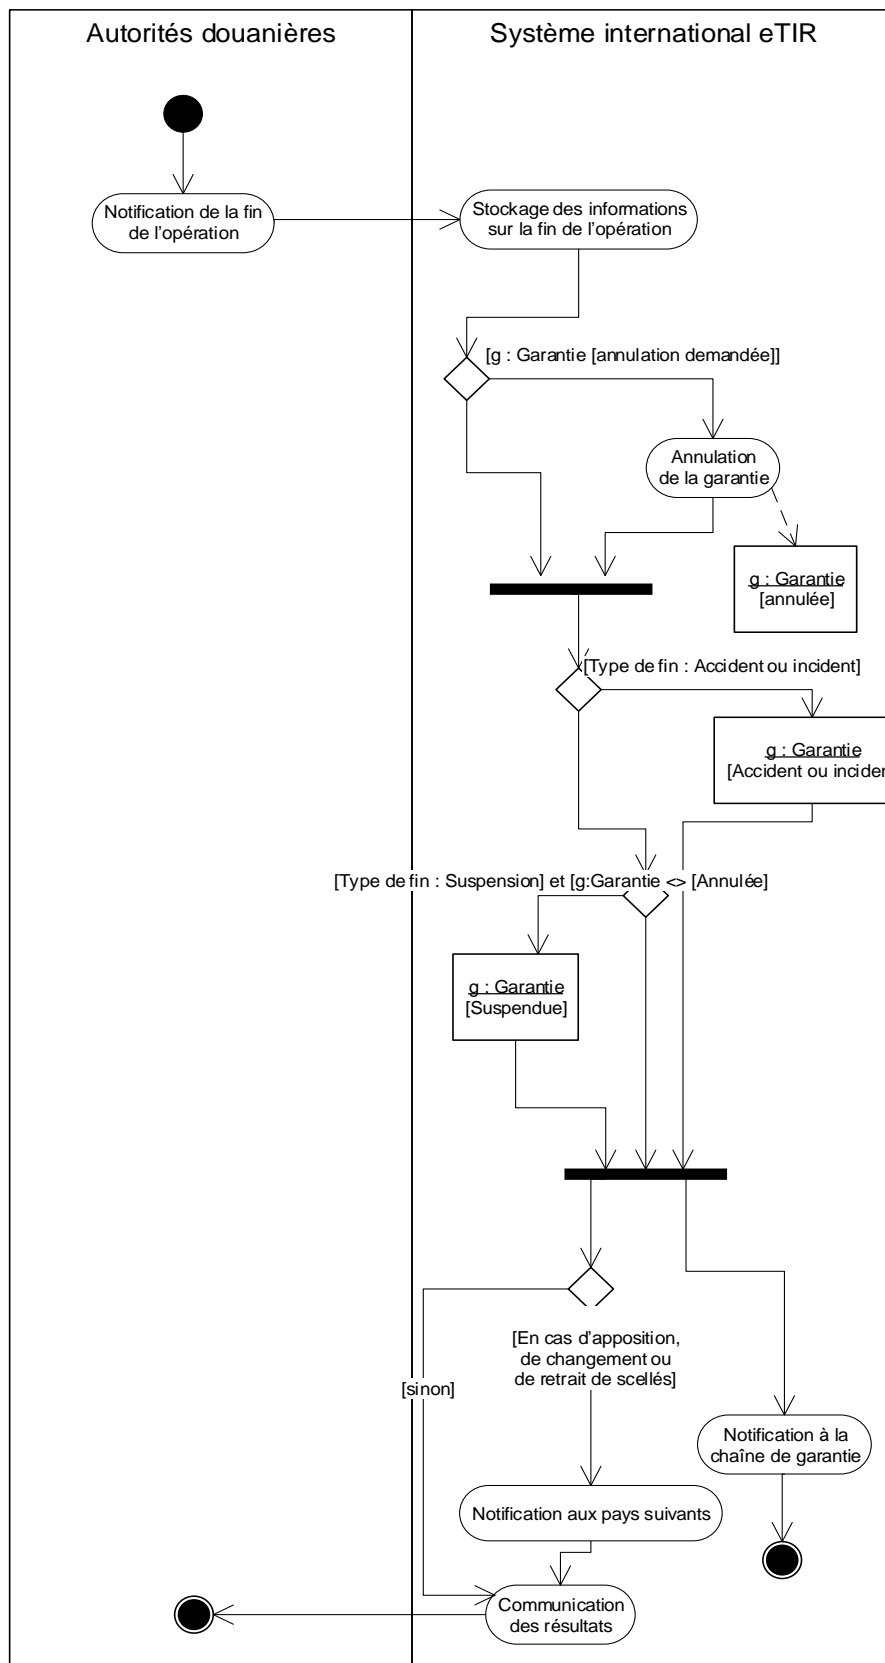 Autorités douanières
Système international eTIR
Notification de la fin
de l'opération
Stockage des informations
sur la fin de l'opération
[g : Garantie [annulation demandée]]
Annulation
de la garantie
g : Garantie
[annulée]
[Type de fin : Accident ou incident]
g : Garantie
[Accident ou inciden
[Type de fin : Suspension] et [g:Garantie <> [Annulée]
g : Garantie
[Suspendue]
[En cas d'apposition,
de changement ou
de retrait de scellés]
[sinon]
Notification à la
chaîne de garantie
Notification aux pays suivants
Communication
des résultats